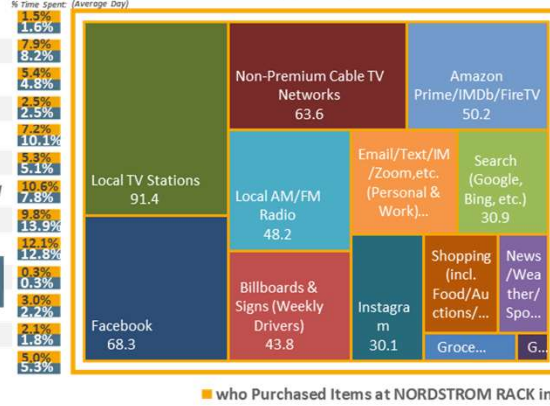 % Time Spent: (Average Day)
1.5%
1.6%
7.9%
8.2%
5.4%
4.8%
2.5%
2.5%
7.2%
10.1%
5.3%
5.1%
10.6%
7.8%
9.8%
13.9%
12.1%
12.8%
0.3%
0.3%
3.0%
2.2%
2.1%
1.8%
5.0%
5.3%
Local TV Stations
91.4
Facebook
68.3
Non-Premium Cable TV
Networks
63.6
Amazon
Prime/IMDb/FireTV
50.2
Local AM/FM
Radio
48.2
Billboards &
Signs (Weekly
Drivers)
43.8
Email/Text/IM
/Zoom,etc.
(Personal &
Work)...
Search
(Google,
Bing, etc.)
30.9
Instagra
m
30.1
Shopping
(incl.
Food/Au
ctions/...
News
/Wea
ther/
Spo...
Groce...
G...
who Purchased Items at NORDSTROM RACK in